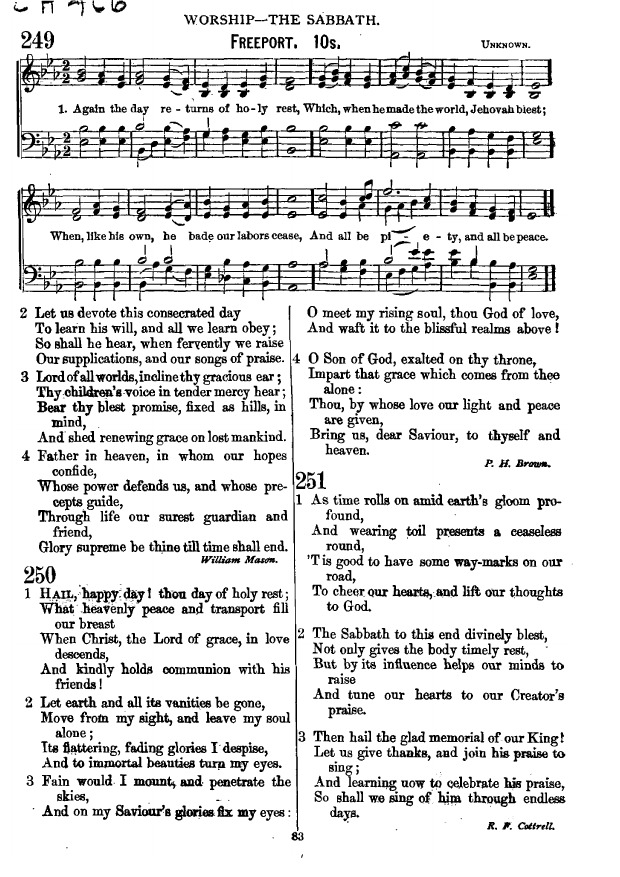 WORSHIP—THE SABBATH.
249
FREEPORT. 10s.
UNKNOWN.
1. Again the day re - turns of ho - ly rest, Which, when he made the world, Jehovah blest;
When, like his own, he bade our labors cease, And all be pi - e - ty, and all be peace.
2 Let us devote this consecrated day
To learn his will, and all we learn obey;
So shall he hear, when fervently we raise
Our supplications, and our songs of praise.
3 Lord of all worlds, incline thy gracious ear;
Thy children's voice in tender mercy hear;
Bear thy blest promise, fixed as hills, in
mind,
And shed renewing grace on lost mankind.
4 Father in heaven, in whom our hopes
confide,
Whose power defends us, and whose pre-
cepts guide,
Through life our surest guardian and
friend,
Glory supreme be thine till time shall end.
William Mason.
250
1 HAIL, happy day! thou day of holy rest;
What heavenly peace and transport fill
our breast
When Christ, the Lord of grace, in love
descends,
And kindly holds communion with his
friends!
2 Let earth and all its vanities be gone,
Move from my sight, and leave my soul
alone;
Its flattering, fading glories I despise,
And to immortal beauties turn my eyes.
3 Fain would I mount, and penetrate the
skies,
And on my Saviour's glories fix my eyes:
O meet my rising soul, thou God of love,
And waft it to the blissful realms above!
4 O Son of God, exalted on thy throne,
Impart that grace which comes from thee
alone:
Thou, by whose love our light and peace
are given,
Bring us, dear Saviour, to thyself and
heaven.
P. H. Brown.
251
1 As time rolls on amid earth's gloom pro-
found,
And wearing toil presents a ceaseless
round,
'Tis good to have some way-marks on our
road,
To cheer our hearts, and lift our thoughts
to God.
2 The Sabbath to this end divinely blest,
Not only gives the body timely rest,
But by its influence helps our minds to
raise
And tune our hearts to our Creator's
praise.
3 Then hail the glad memorial of our King!
Let us give thanks, and join his praise to
sing;
And learning now to celebrate his praise,
So shall we sing of him through endless
days.
R. F. Cottrell.
83